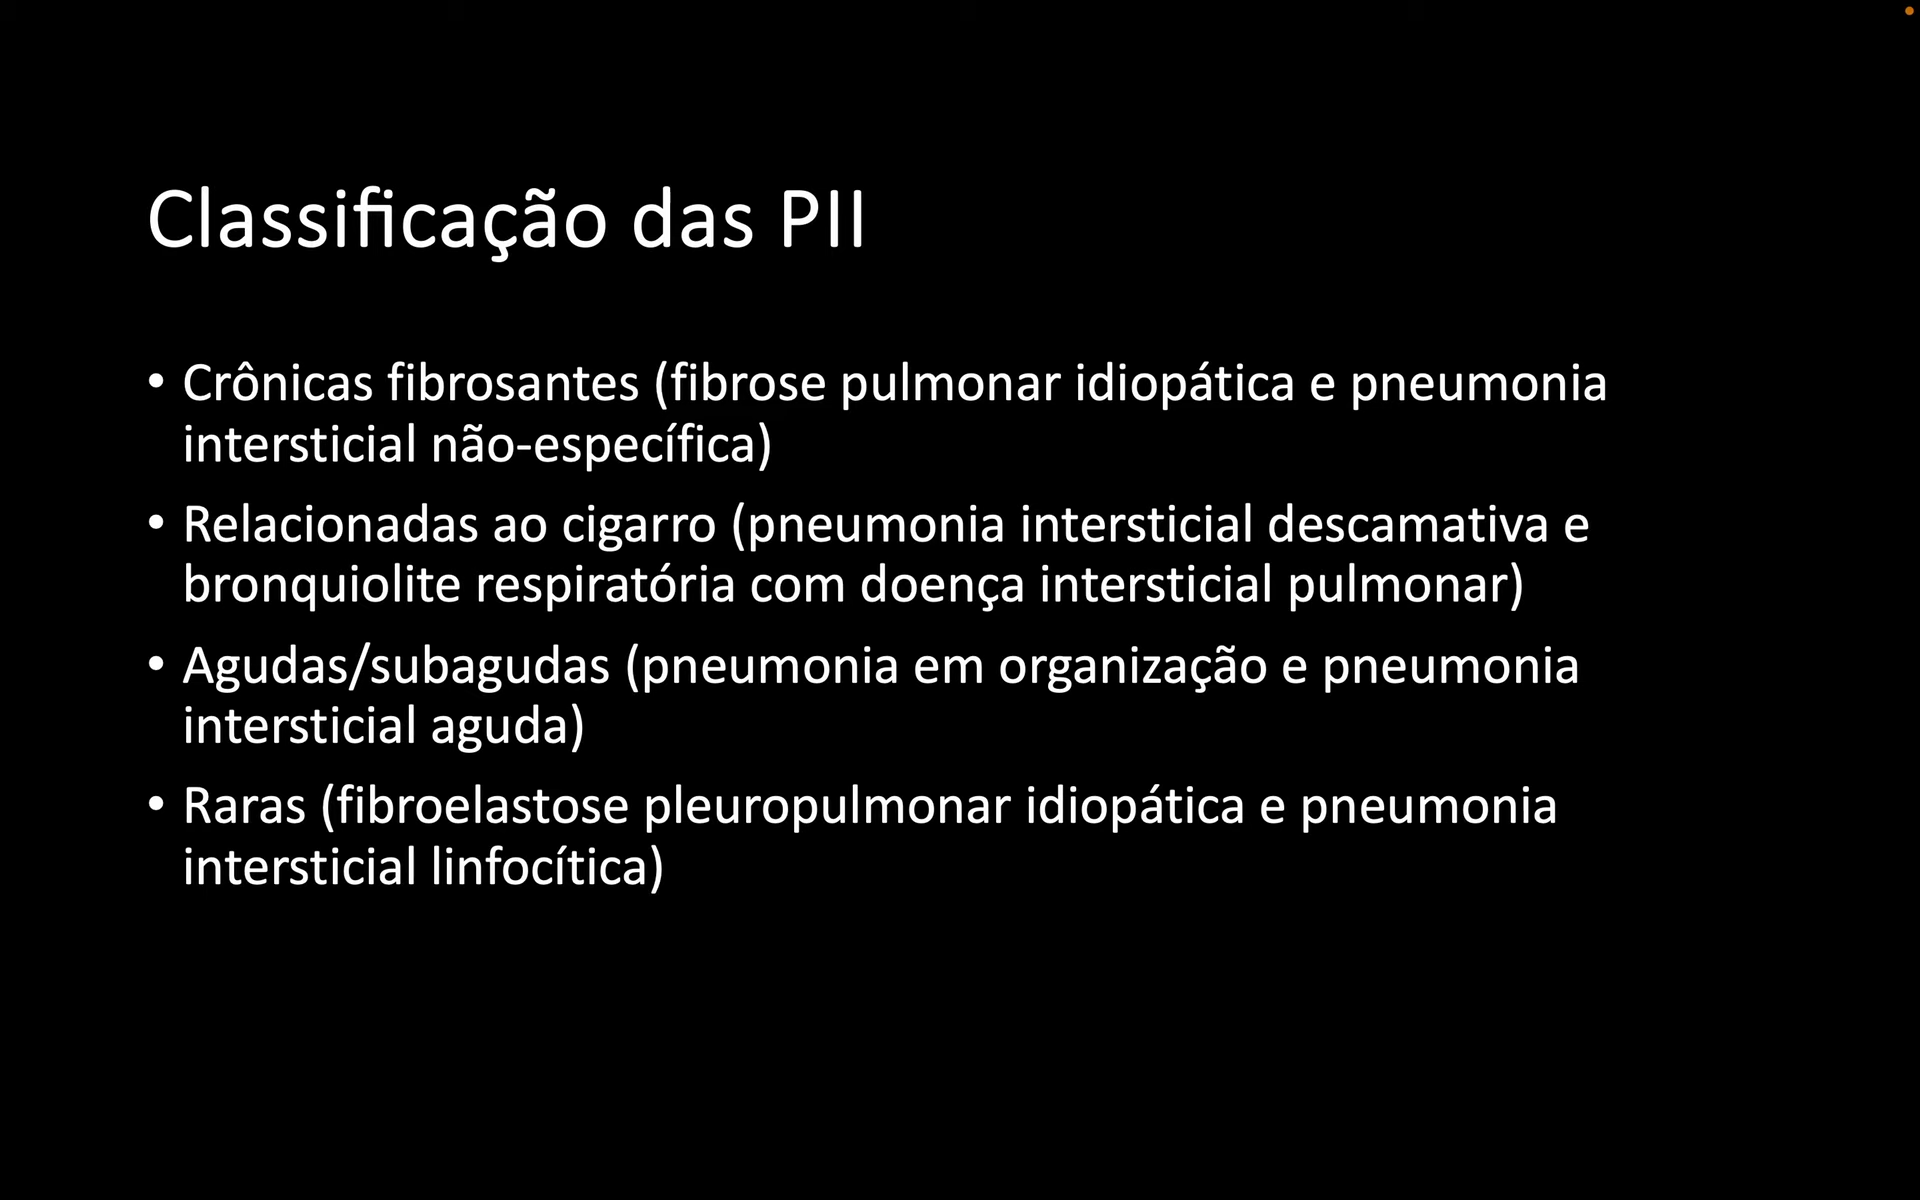 Classificação das PII
• Crônicas fibrosantes (fibrose pulmonar idiopática e pneumonia
intersticial não-específica)
• Relacionadas ao cigarro (pneumonia intersticial descamativa e
bronquiolite respiratória com doença intersticial pulmonar)
• Agudas/subagudas (pneumonia em organização e pneumonia
intersticial aguda)
• Raras (fibroelastose pleuropulmonar idiopática e pneumonia
intersticial linfocítica)